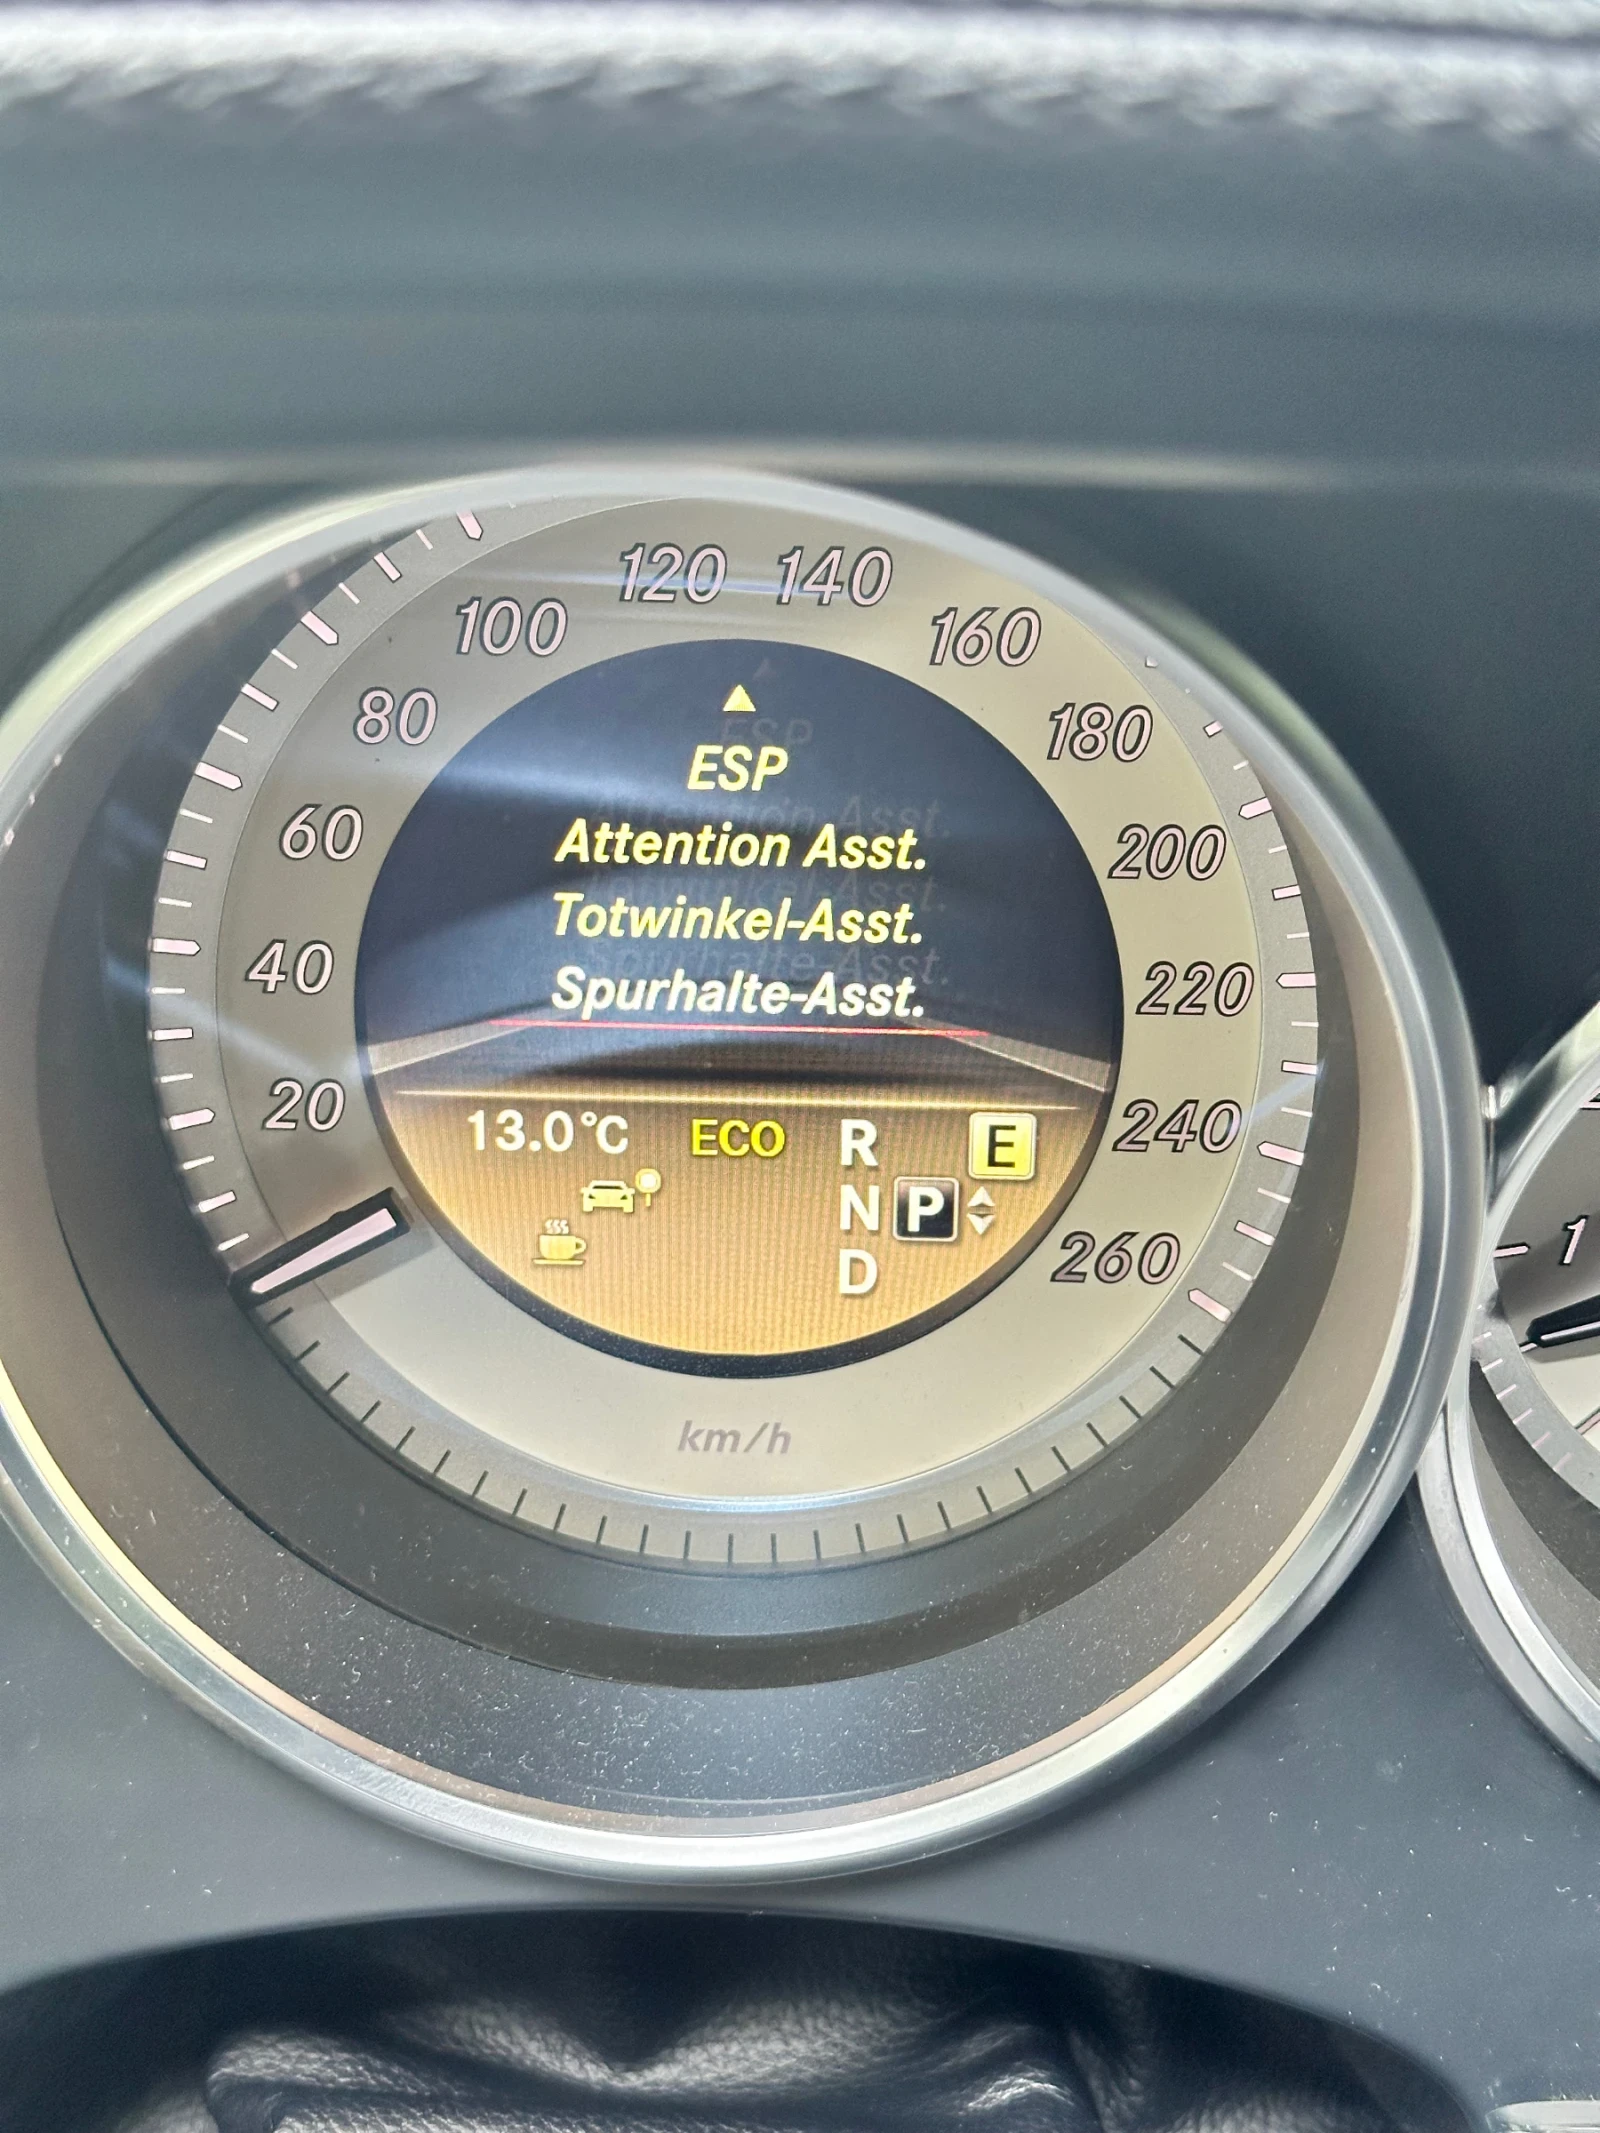 120 140
100 160
80 180
60 200
40 220
20 240
260
ESP
Attention Asst.
Totwinkel-Asst.
Spurhalte-Asst.
13.0°C ECO R E
N P
D
km/h
1